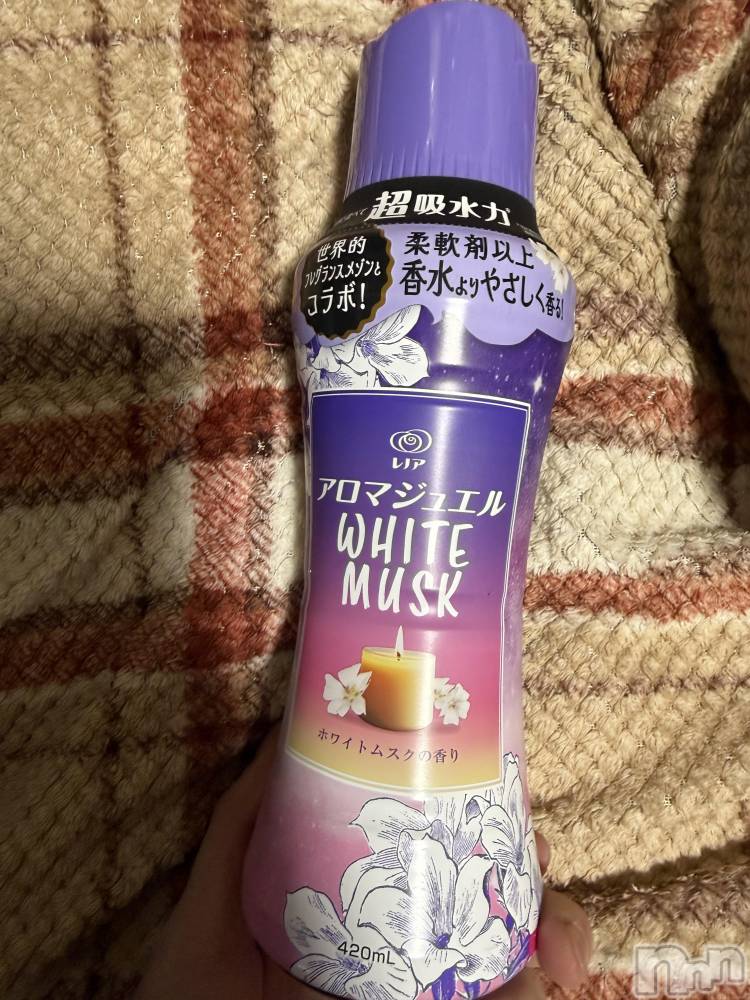 超吸水力
世界的
フレグランスメゾンと
コラボ!
柔軟剤以上
香水よりやさしく香る!
レノア
アロマジュエル
WHITE
MUSK
ホワイトムスクの香り
420mL
nnn